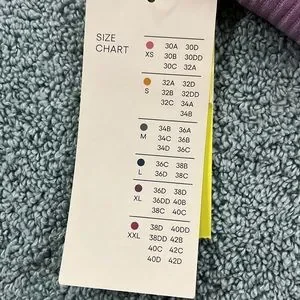 SIZE
CHART
XS 30A 30D
30B 30DD
30C 32A
S 32A 32D
32B 32DD
32C 34A
34B
M 34B 36A
34C 36B
34D 36C
L 36C 38B
36D 38C
XL 36D 38D
36DD 40B
38C 40C
XXL 38D 40DD
38DD 42B
40C 42C
40D 42D